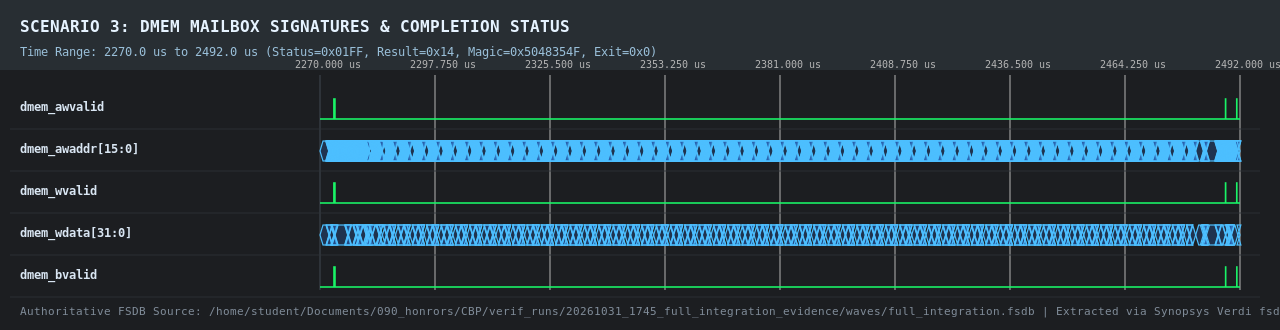 SCENARIO 3: DMEM MAILBOX SIGNATURES & COMPLETION STATUS
Time Range: 2270.0 us to 2492.0 us (Status=0x01FF, Result=0x14, Magic=0x5048354F, Exit=0x0)
2270.000 us 2297.750 us 2325.500 us 2353.250 us 2381.000 us 2408.750 us 2436.500 us 2464.250 us 2492.000 us
dmem_awvalid
dmem_awaddr[15:0]
dmem_wvalid
dmem_wdata[31:0]
dmem_bvalid
Authoritative FSDB Source: /home/student/Documents/090_honrors/CBP/verif_runs/20261031_1745_full_integration_evidence/waves/full_integration.fsdb | Extracted via Synopsys Verdi fsd